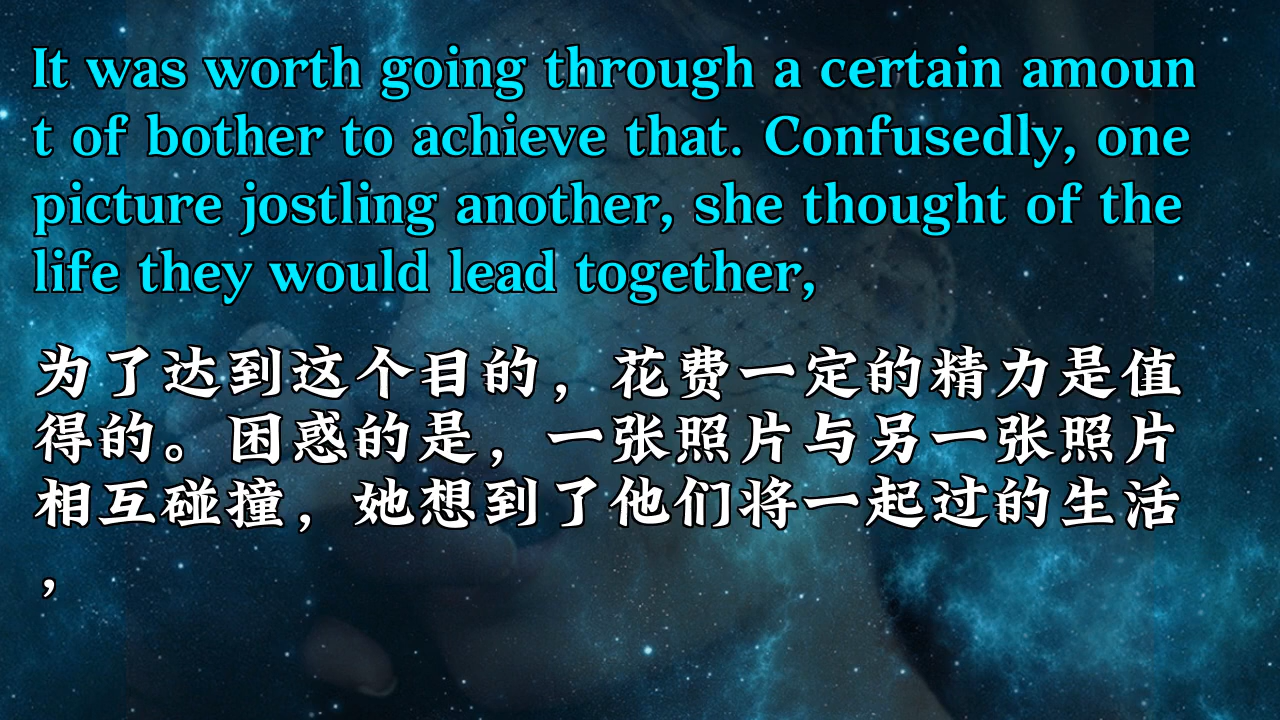 It was worth going through a certain amoun
t of bother to achieve that. Confusedly, one
picture jostling another, she thought of the
life they would lead together,
为了达到这个目的，花费一定的精力是值
得的。困惑的是，一张照片与另一张照片
相互碰撞，她想到了他们将一起过的生活
，